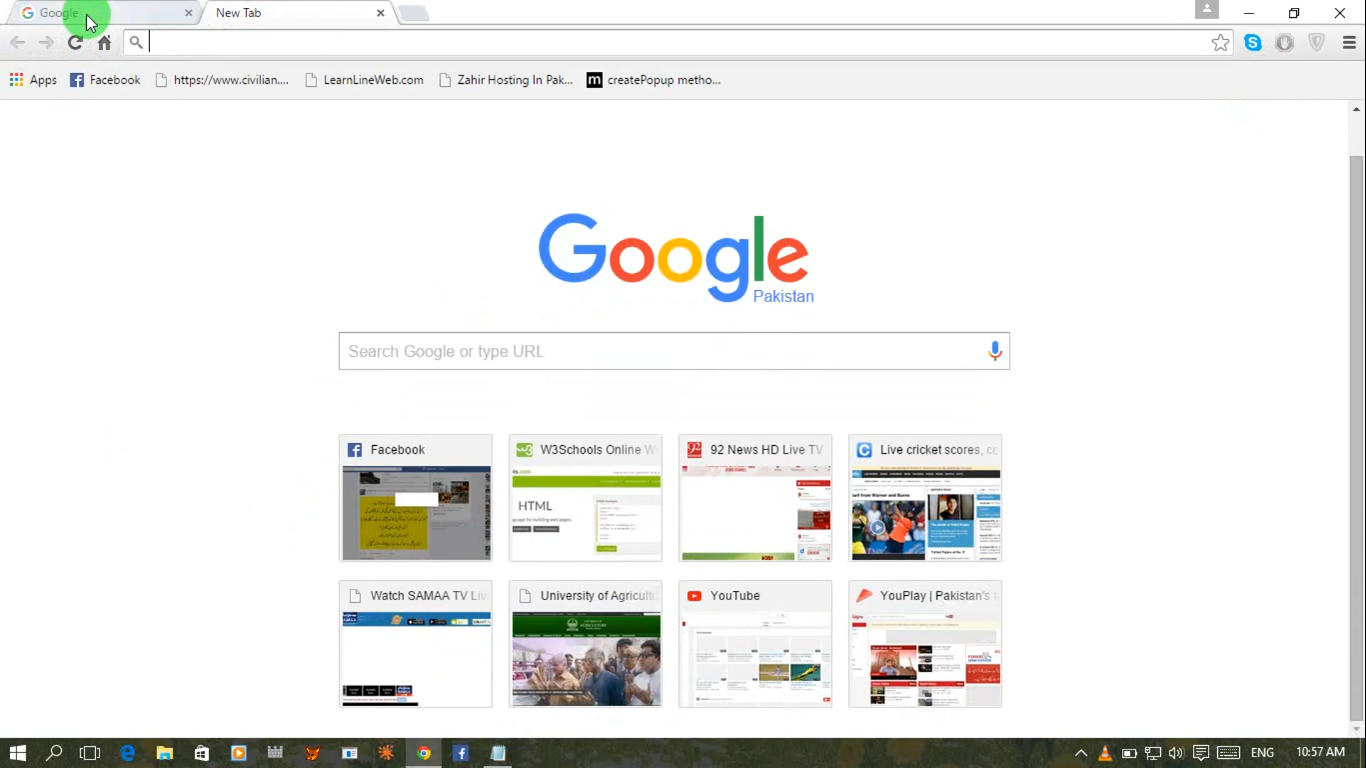 Google
New Tab
Apps
Facebook
https://www.civilian....
LearnLineWeb.com
Zahir Hosting In Pak...
createPopup metho...
Google
Pakistan
Search Google or type URL
Facebook
W3Schools Online W
92 News HD Live TV
Live cricket scores, c
HTML
Watch SAMAA TV Liv
University of Agricultu
YouTube
YouPlay | Pakistan's
ENG
10:57 AM